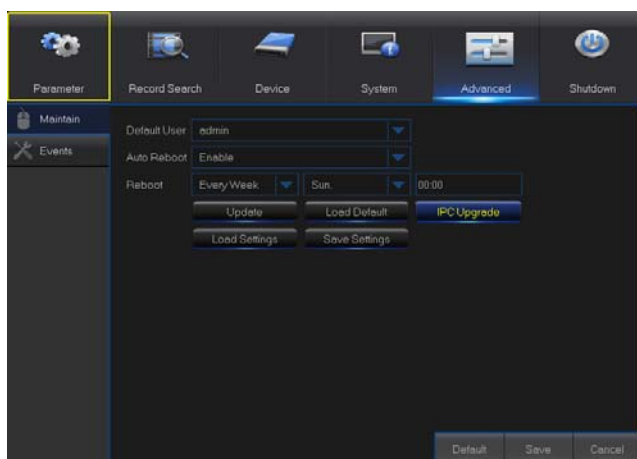 Parameter Record Search Device System Advanced Shutdown
Maintain
Events
Default User admin
Auto Reboot Enable
Reboot Every Week Sun. 00:00
Update Load Default IPC Upgrade
Load Settings Save Settings
Default Save Cancel